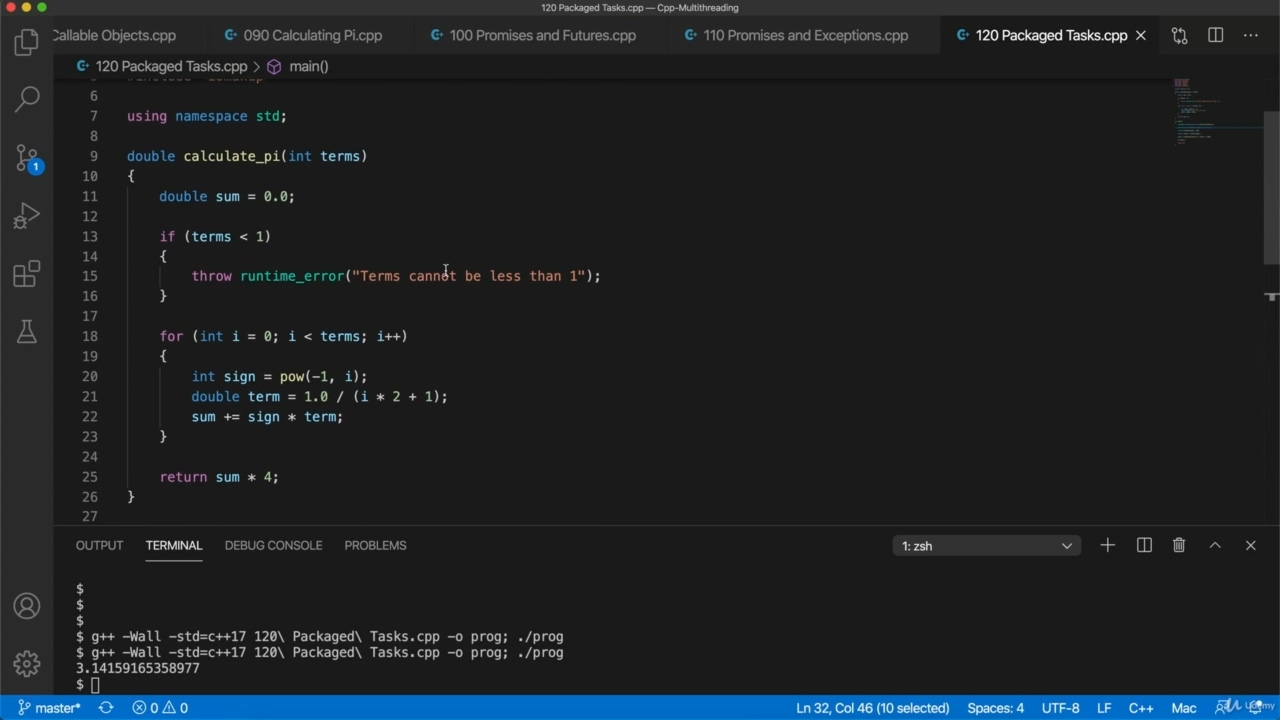 120 Packaged Tasks.cpp — Cpp-Multithreading
Callable Objects.cpp
090 Calculating Pi.cpp
100 Promises and Futures.cpp
110 Promises and Exceptions.cpp
120 Packaged Tasks.cpp
120 Packaged Tasks.cpp > main()
6
7 using namespace std;
8
9 double calculate_pi(int terms)
10 {
11 double sum = 0.0;
12
13 if (terms < 1)
14 {
15 throw runtime_error("Terms cannot be less than 1");
16 }
17
18 for (int i = 0; i < terms; i++)
19 {
20 int sign = pow(-1, i);
21 double term = 1.0 / (i * 2 + 1);
22 sum += sign * term;
23 }
24
25 return sum * 4;
26 }
27
1
OUTPUT TERMINAL DEBUG CONSOLE PROBLEMS 1: zsh
$
$
$
$ g++ -Wall -std=c++17 120\ Packaged\ Tasks.cpp -o prog; ./prog
$ g++ -Wall -std=c++17 120\ Packaged\ Tasks.cpp -o prog; ./prog
3.14159165358977
$
master* 0 0 Ln 32, Col 46 (10 selected) Spaces: 4 UTF-8 LF C++ Mac
Udemy